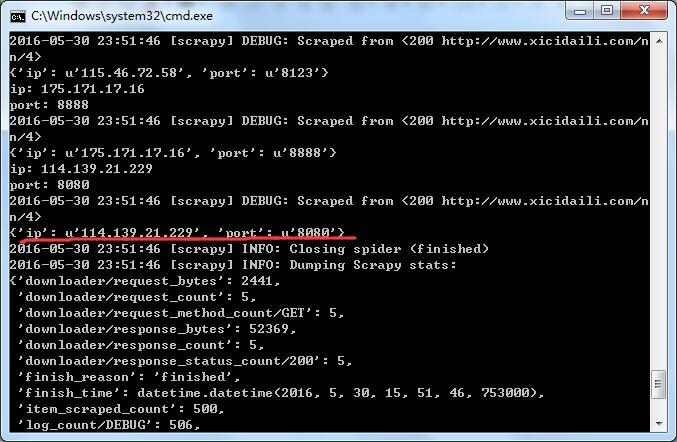 C:\Windows\system32\cmd.exe
2016-05-30 23:51:46 [scrapy] DEBUG: Scraped from <200 http://www.xicidaili.com/n
n/4>
{'ip': u'115.46.72.58', 'port': u'8123'}
ip: 175.171.17.16
port: 8888
2016-05-30 23:51:46 [scrapy] DEBUG: Scraped from <200 http://www.xicidaili.com/n
n/4>
{'ip': u'175.171.17.16', 'port': u'8888'}
ip: 114.139.21.229
port: 8080
2016-05-30 23:51:46 [scrapy] DEBUG: Scraped from <200 http://www.xicidaili.com/n
n/4>
{'ip': u'114.139.21.229', 'port': u'8080'}
2016-05-30 23:51:46 [scrapy] INFO: Closing spider (finished)
2016-05-30 23:51:46 [scrapy] INFO: Dumping Scrapy stats:
{'downloader/request_bytes': 2441,
 'downloader/request_count': 5,
 'downloader/request_method_count/GET': 5,
 'downloader/response_bytes': 52369,
 'downloader/response_count': 5,
 'downloader/response_status_count/200': 5,
 'finish_reason': 'finished',
 'finish_time': datetime.datetime(2016, 5, 30, 15, 51, 46, 753000),
 'item_scraped_count': 500,
 'log_count/DEBUG': 506,